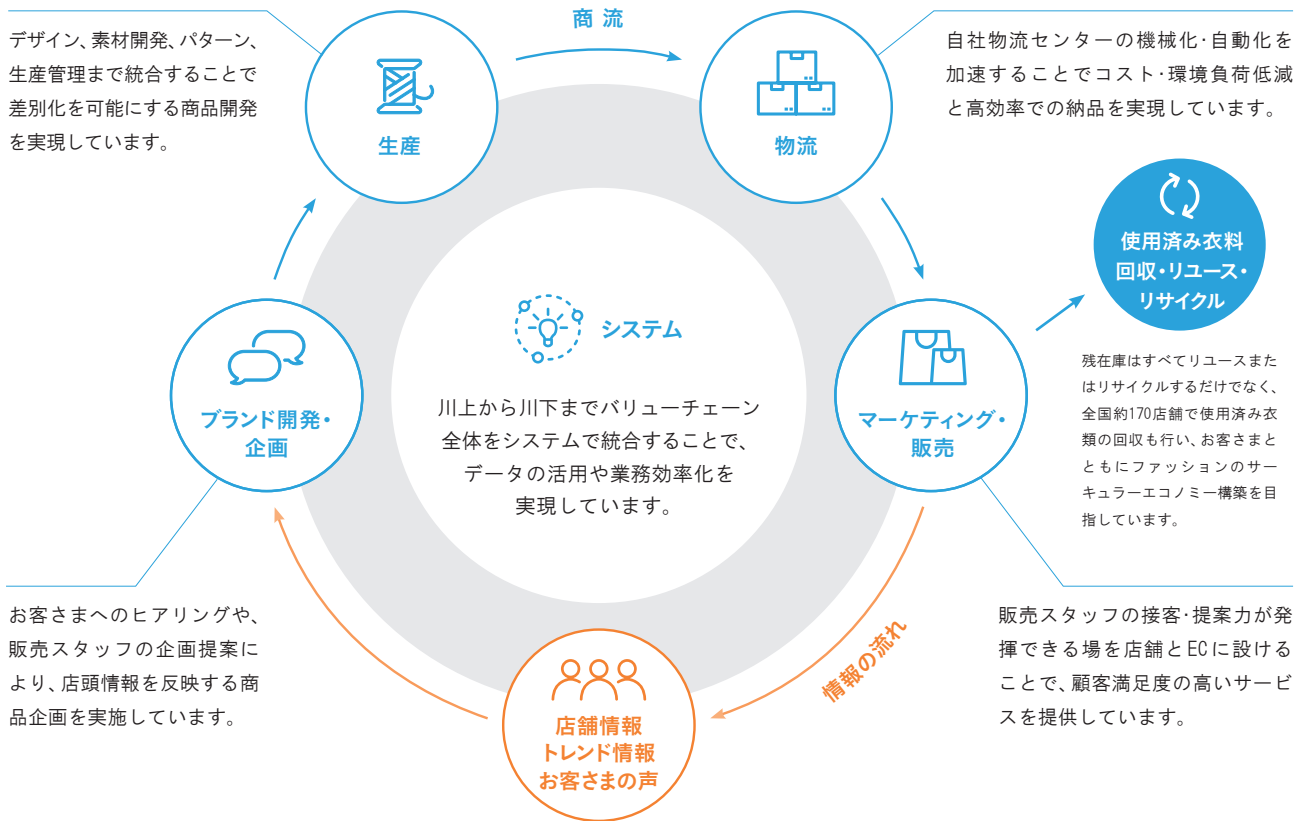 商流
デザイン、素材開発、パターン、
生産管理まで統合することで
差別化を可能にする商品開発
を実現しています。
生産
物流
自社物流センターの機械化・自動化を
加速することでコスト・環境負荷低減
と高効率での納品を実現しています。
使用済み衣料
回収・リユース・
リサイクル
残在庫はすべてリユースまた
はリサイクルするだけでなく、
全国約170店舗で使用済み衣
類の回収も行い、お客さまと
ともにファッションのサー
キュラーエコノミー構築を目
指しています。
システム
川上から川下までバリューチェーン
全体をシステムで統合することで、
データの活用や業務効率化を
実現しています。
ブランド開発・
企画
マーケティング・
販売
お客さまへのヒアリングや、
販売スタッフの企画提案に
より、店頭情報を反映する商
品企画を実施しています。
情報の流れ
店舗情報
トレンド情報
お客さまの声
販売スタッフの接客・提案力が発
揮できる場を店舗とECに設ける
ことで、顧客満足度の高いサービ
スを提供しています。